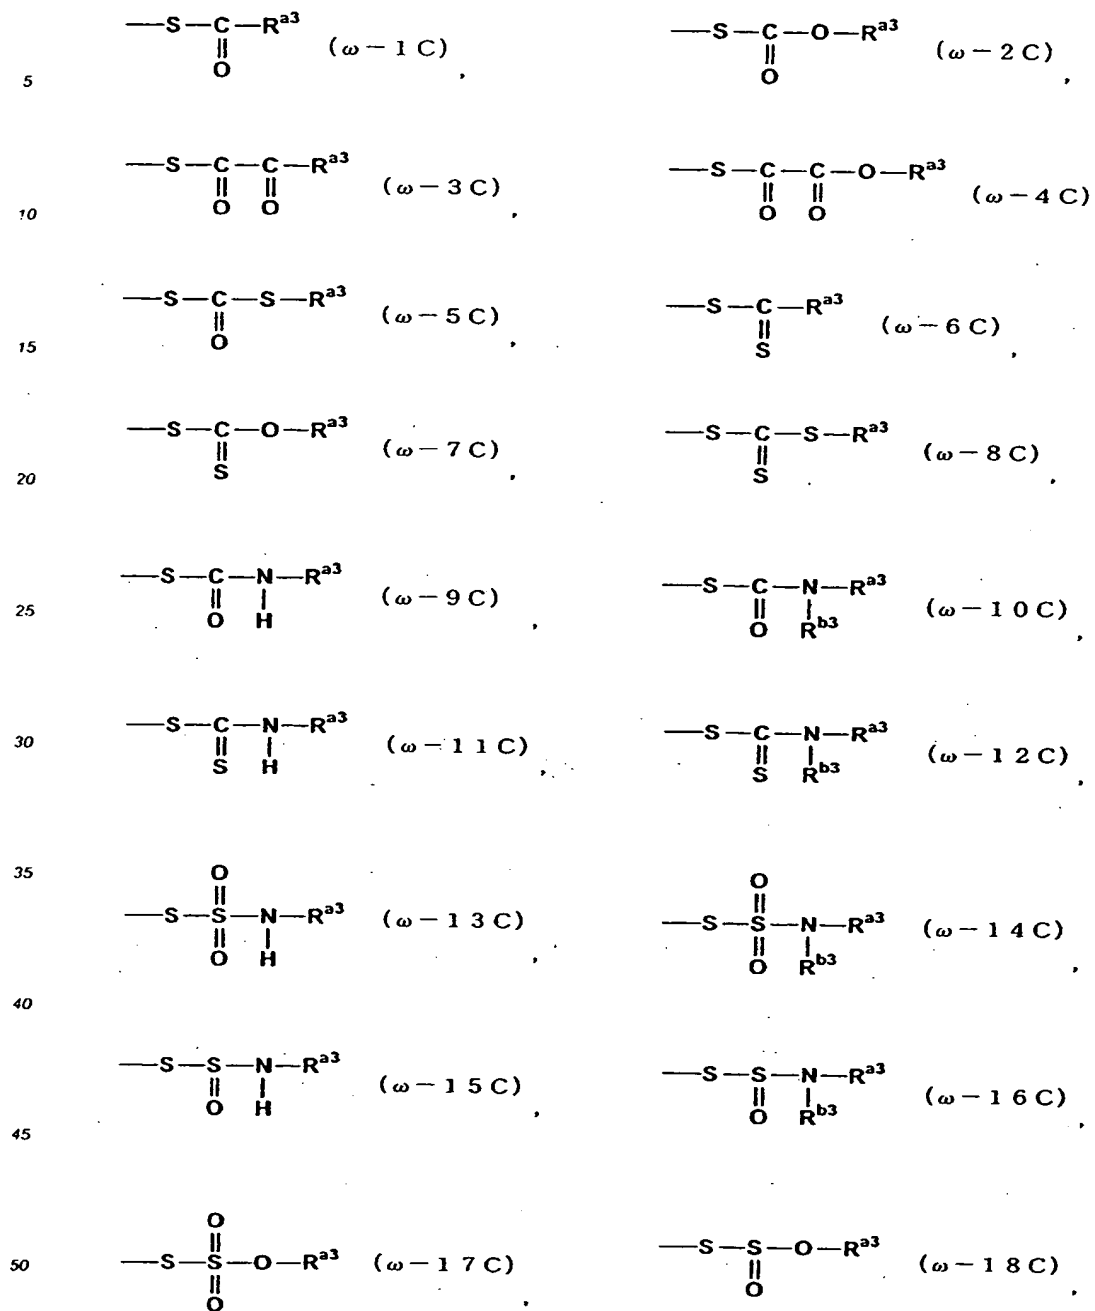 —S—C—R^a3 (ω－1C), —S—C—O—R^a3 (ω－2C),
|| ||
O O
5
—S—C—C—R^a3 (ω－3C), —S—C—C—O—R^a3 (ω－4C)
|| || || ||
O O O O
10
—S—C—S—R^a3 (ω－5C), —S—C—R^a3 (ω－6C),
|| ||
O S
15
—S—C—O—R^a3 (ω－7C), —S—C—S—R^a3 (ω－8C),
|| ||
S S
20
—S—C—N—R^a3 (ω－9C), —S—C—N—R^a3 (ω－10C),
|| | || |
O H O R^b3
25
—S—C—N—R^a3 (ω－11C), —S—C—N—R^a3 (ω－12C),
|| | || |
S H S R^b3
30
35
O O
|| ||
—S—S—N—R^a3 (ω－13C), —S—S—N—R^a3 (ω－14C),
|| | || |
O H O R^b3
40
—S—S—N—R^a3 (ω－15C), —S—S—N—R^a3 (ω－16C),
|| | || |
O H O R^b3
45
O
||
50 —S—S—O—R^a3 (ω－17C), —S—S—O—R^a3 (ω－18C),
|| ||
O O